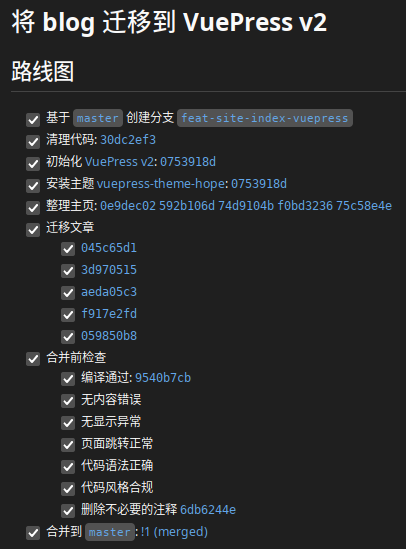 将 blog 迁移到 VuePress v2
路线图
基于 master 创建分支 feat-site-index-vuepress
清理代码: 30dc2ef3
初始化 VuePress v2: 0753918d
安装主题 vuepress-theme-hope: 0753918d
整理主页: 0e9dec02 592b106d 74d9104b f0bd3236 75c58e4e
迁移文章
045c65d1
3d970515
aeda05c3
f917e2fd
059850b8
合并前检查
编译通过: 9540b7cb
无内容错误
无显示异常
页面跳转正常
代码语法正确
代码风格合规
删除不必要的注释 6db6244e
合并到 master: !1 (merged)